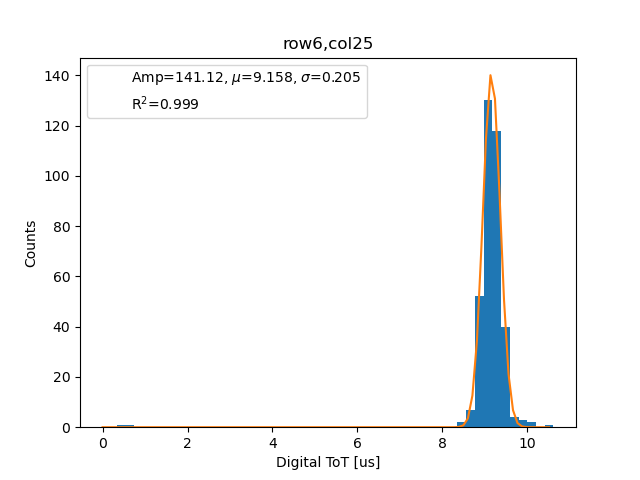 row6,col25
Amp=141.12, μ=9.158, σ=0.205
R²=0.999
140
120
100
80
60
40
20
0
Counts
0 2 4 6 8 10
Digital ToT [us]